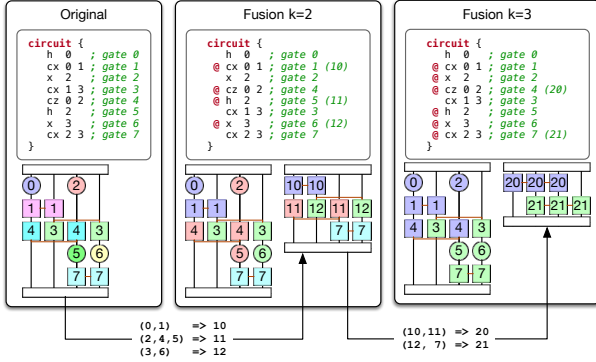 Original
circuit {
h 0 ; gate 0
cx 0 1 ; gate 1
x 2 ; gate 2
cx 1 3 ; gate 3
cz 0 2 ; gate 4
h 2 ; gate 5
x 3 ; gate 6
cx 2 3 ; gate 7
}
0 2
1 1
4 3 4 3
5 6
7 7
Fusion k=2
circuit {
h 0 ; gate 0
@ cx 0 1 ; gate 1 (10)
x 2 ; gate 2
@ cz 0 2 ; gate 4
@ h 2 ; gate 5 (11)
cx 1 3 ; gate 3
@ x 3 ; gate 6 (12)
cx 2 3 ; gate 7
}
0 2
1 1
4 3 4 3
5 6
7 7
10 10
11 12 11 12
7 7
Fusion k=3
circuit {
h 0 ; gate 0
@ cx 0 1 ; gate 1
@ x 2 ; gate 2
@ cz 0 2 ; gate 4 (20)
cx 1 3 ; gate 3
@ h 2 ; gate 5
@ x 3 ; gate 6
@ cx 2 3 ; gate 7 (21)
}
0 2
1 1
4 3 4 3
5 6
7 7
20 20 20
21 21 21
(0,1) => 10
(2,4,5) => 11
(3,6) => 12
(10,11) => 20
(12, 7) => 21